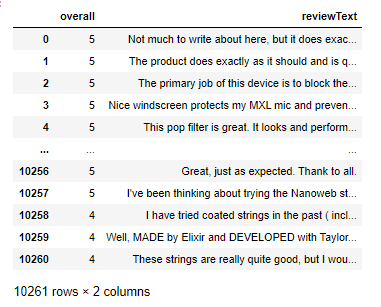 overall reviewText
0 5 Not much to write about here, but it does exac...
1 5 The product does exactly as it should and is q...
2 5 The primary job of this device is to block the...
3 5 Nice windscreen protects my MXL mic and preven...
4 5 This pop filter is great. It looks and perform...
... ... ...
10256 5 Great, just as expected. Thank to all.
10257 5 I've been thinking about trying the Nanoweb st...
10258 4 I have tried coated strings in the past ( incl...
10259 4 Well, MADE by Elixir and DEVELOPED with Taylor...
10260 4 These strings are really quite good, but I wou...
10261 rows × 2 columns